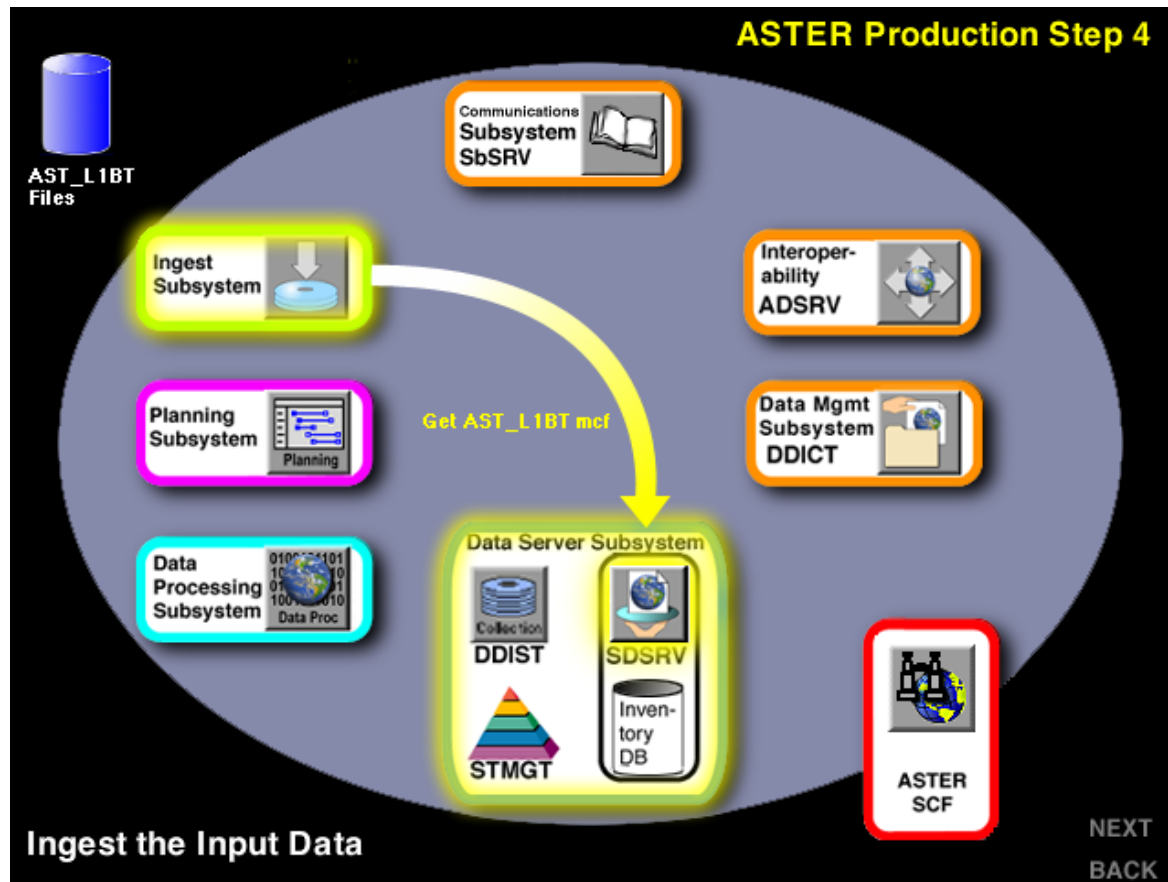 ASTER Production Step 4
AST_L1BT
Files
Communications
Subsystem
SbSRV
Ingest
Subsystem
Interoper-
ability
ADSRV
Planning
Subsystem
Planning
Get AST_L1BT mcf
Data Mgmt
Subsystem
DDICT
Data
Processing
Subsystem
Data Proc
Data Server Subsystem
Collection
DDIST
SDSRV
STMGT
Inven-
tory
DB
ASTER
SCF
Ingest the Input Data
NEXT
BACK